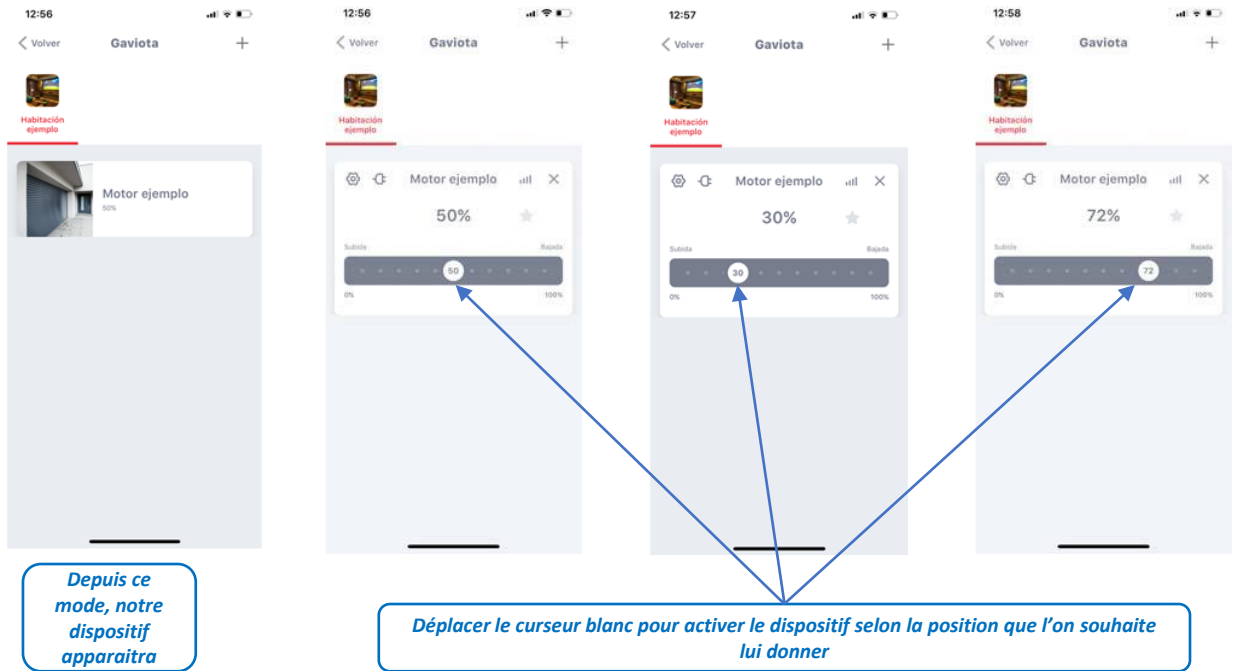 12:56
Volver Gaviota +
Habitación
ejemplo
Motor ejemplo
50%
12:56
Volver Gaviota +
Habitación
ejemplo
Motor ejemplo
50%
Subida Bajada
50
0% 100%
12:57
Volver Gaviota +
Habitación
ejemplo
Motor ejemplo
30%
Subida Bajada
30
0% 100%
12:58
Volver Gaviota +
Habitación
ejemplo
Motor ejemplo
72%
Subida Bajada
72
0% 100%
Depuis ce
mode, notre
dispositif
apparaitra
Déplacer le curseur blanc pour activer le dispositif selon la position que l’on souhaite
lui donner